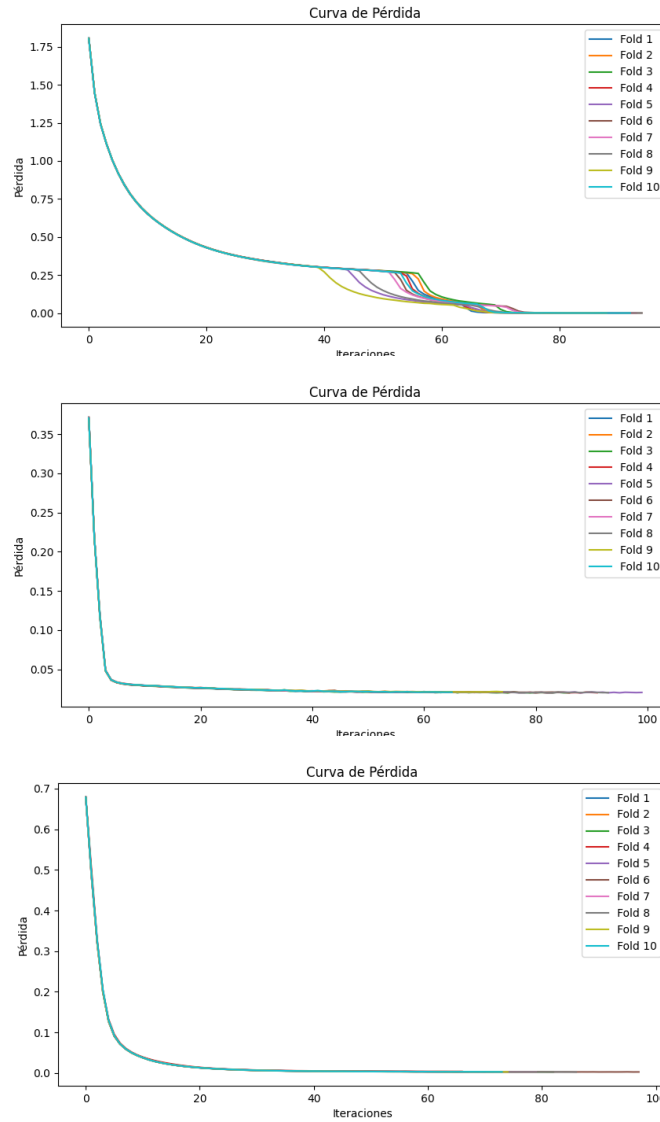 Curva de Pérdida
Pérdida
1.75
1.50
1.25
1.00
0.75
0.50
0.25
0.00
Fold 1
Fold 2
Fold 3
Fold 4
Fold 5
Fold 6
Fold 7
Fold 8
Fold 9
Fold 10
0 20 40 60 80
Iteraciones
Curva de Pérdida
Pérdida
0.35
0.30
0.25
0.20
0.15
0.10
0.05
Fold 1
Fold 2
Fold 3
Fold 4
Fold 5
Fold 6
Fold 7
Fold 8
Fold 9
Fold 10
0 20 40 60 80 100
Iteraciones
Curva de Pérdida
Pérdida
0.7
0.6
0.5
0.4
0.3
0.2
0.1
0.0
Fold 1
Fold 2
Fold 3
Fold 4
Fold 5
Fold 6
Fold 7
Fold 8
Fold 9
Fold 10
0 20 40 60 80 100
Iteraciones